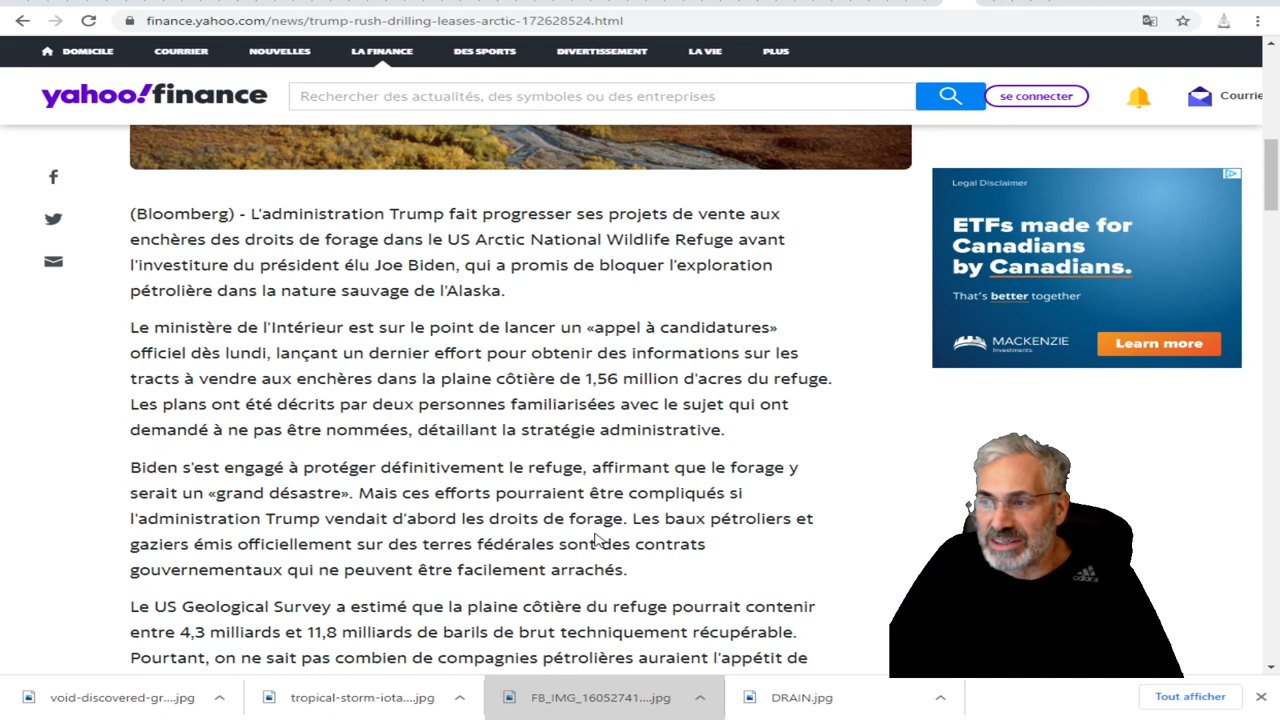 finance.yahoo.com/news/trump-rush-drilling-leases-arctic-172628524.html
DOMICILE COURRIER NOUVELLES LA FINANCE DES SPORTS DIVERTISSEMENT LA VIE PLUS
yahoo!finance Rechercher des actualités, des symboles ou des entreprises se connecter Courrie
(Bloomberg) - L'administration Trump fait progresser ses projets de vente aux
enchères des droits de forage dans le US Arctic National Wildlife Refuge avant
l'investiture du président élu Joe Biden, qui a promis de bloquer l'exploration
pétrolière dans la nature sauvage de l'Alaska.
Le ministère de l'Intérieur est sur le point de lancer un «appel à candidatures»
officiel dès lundi, lançant un dernier effort pour obtenir des informations sur les
tracts à vendre aux enchères dans la plaine côtière de 1,56 million d'acres du refuge.
Les plans ont été décrits par deux personnes familiarisées avec le sujet qui ont
demandé à ne pas être nommées, détaillant la stratégie administrative.
Biden s'est engagé à protéger définitivement le refuge, affirmant que le forage y
serait un «grand désastre». Mais ces efforts pourraient être compliqués si
l'administration Trump vendait d'abord les droits de forage. Les baux pétroliers et
gaziers émis officiellement sur des terres fédérales sont des contrats
gouvernementaux qui ne peuvent être facilement arrachés.
Le US Geological Survey a estimé que la plaine côtière du refuge pourrait contenir
entre 4,3 milliards et 11,8 milliards de barils de brut techniquement récupérable.
Pourtant, on ne sait pas combien de compagnies pétrolières auraient l'appétit de
Legal Disclaimer
ETFs made for
Canadians
by Canadians.
That's better together
MACKENZIE
Investments
Learn more
adidas
void-discovered-gr....jpg tropical-storm-iota....jpg FB_IMG_16052741....jpg DRAIN.jpg Tout afficher